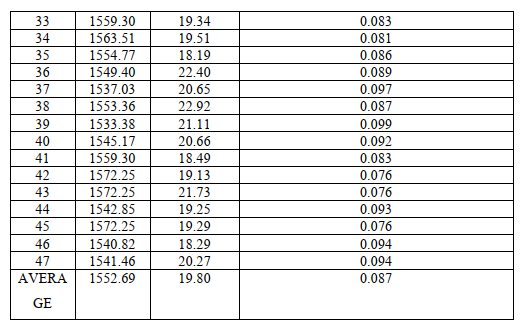 33 1559.30 19.34 0.083
34 1563.51 19.51 0.081
35 1554.77 18.19 0.086
36 1549.40 22.40 0.089
37 1537.03 20.65 0.097
38 1553.36 22.92 0.087
39 1533.38 21.11 0.099
40 1545.17 20.66 0.092
41 1559.30 18.49 0.083
42 1572.25 19.13 0.076
43 1572.25 21.73 0.076
44 1542.85 19.25 0.093
45 1572.25 19.29 0.076
46 1540.82 18.29 0.094
47 1541.46 20.27 0.094
AVERA 1552.69 19.80 0.087
GE